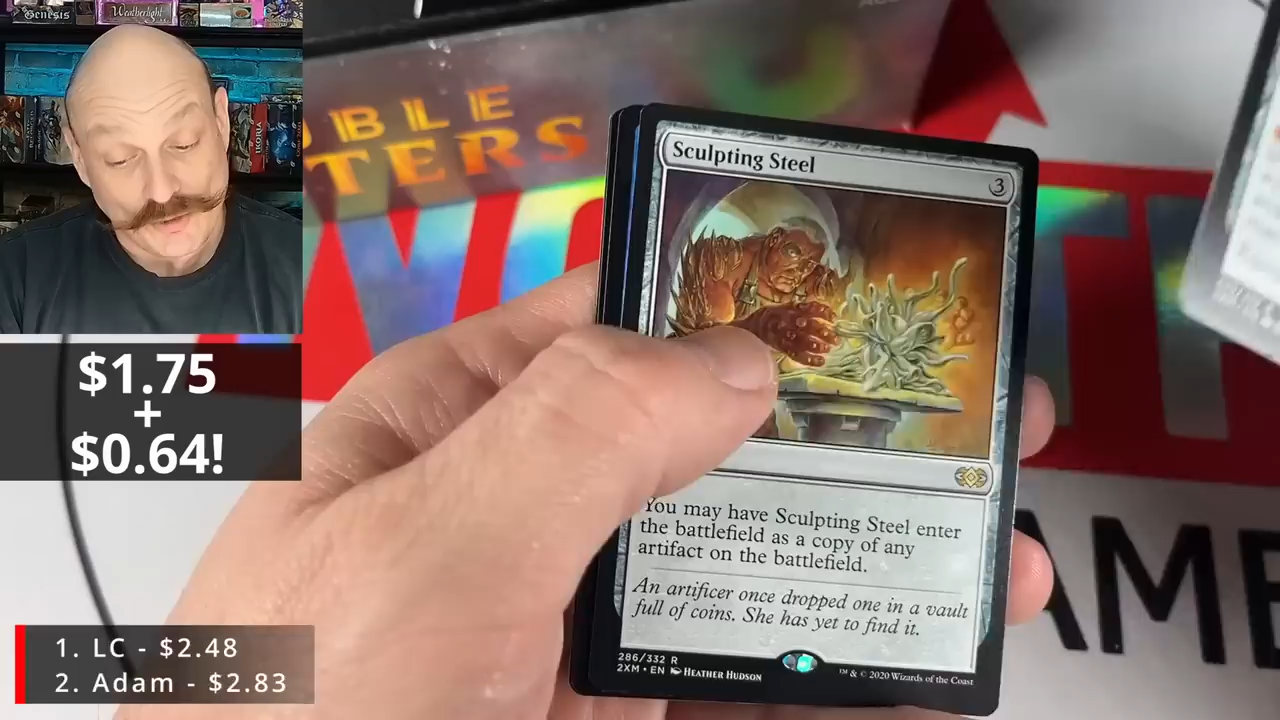 Genesis
Weatherlight
IKORIA
BLE
TERS
Sculpting Steel
3
You may have Sculpting Steel enter
the battlefield as a copy of any
artifact on the battlefield.
An artificer once dropped one in a vault
full of coins. She has yet to find it.
286/332 R
2XM • EN HEATHER HUDSON
™ & © 2020 Wizards of the Coast
AME
$1.75
+
$0.64!
1. LC - $2.48
2. Adam - $2.83